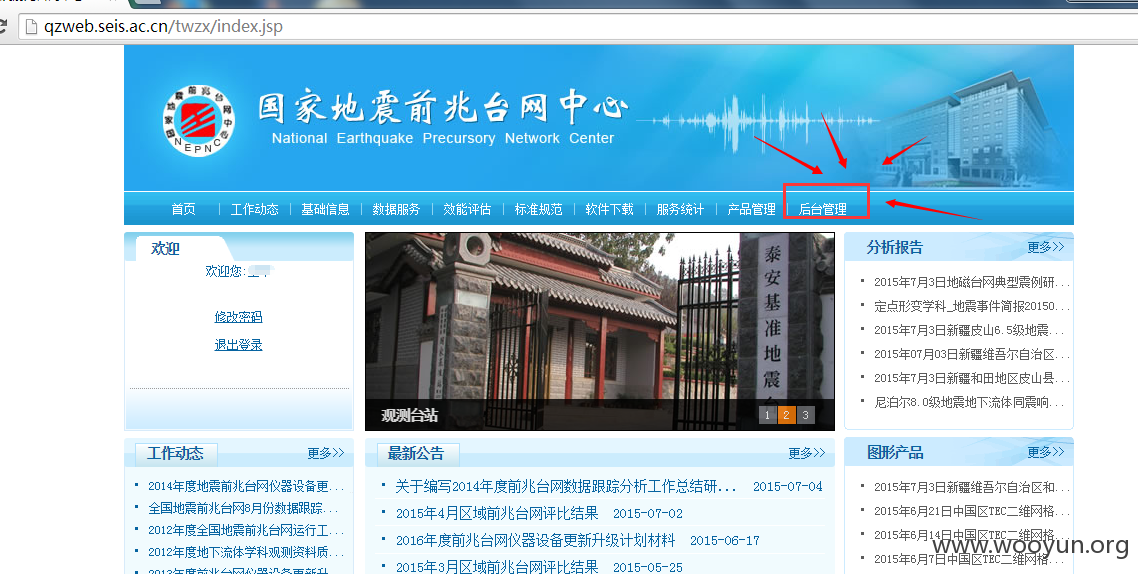 qzweb.seis.ac.cn/twzx/index.jsp
国家地震前兆台网中心
National Earthquake Precursory Network Center
NEPNC
首页 工作动态 基础信息 数据服务 效能评估 标准规范 软件下载 服务统计 产品管理 后台管理
欢迎
欢迎您:
修改密码
退出登录
泰安基准地震台
观测台站
1 2 3
分析报告 更多>>
2015年7月3日地磁台网典型震例研...
定点形变学科_地震事件简报20150...
2015年7月3日新疆皮山6.5级地震...
2015年07月03日新疆维吾尔自治区...
2015年7月3日新疆和田地区皮山县...
尼泊尔8.0级地震地下流体同震响...
工作动态 更多>>
2014年度地震前兆台网仪器设备更...
全国地震前兆台网8月份数据跟踪...
2012年度全国地震前兆台网运行工...
2012年度地下流体学科观测资料质...
2013年度地震前兆台网仪器设备更新升
最新公告 更多>>
关于编写2014年度前兆台网数据跟踪分析工作总结研... 2015-07-04
2015年4月区域前兆台网评比结果 2015-07-02
2016年度前兆台网仪器设备更新升级计划材料 2015-06-17
2015年3月区域前兆台网评比结果 2015-05-25
图形产品 更多>>
2015年7月3日新疆维吾尔自治区和...
2015年6月21日中国区TEC二维网格...
2015年6月14日中国区TEC二维网格...
2015年6月7日中国区TEC二维网格...
www.wooyun.org